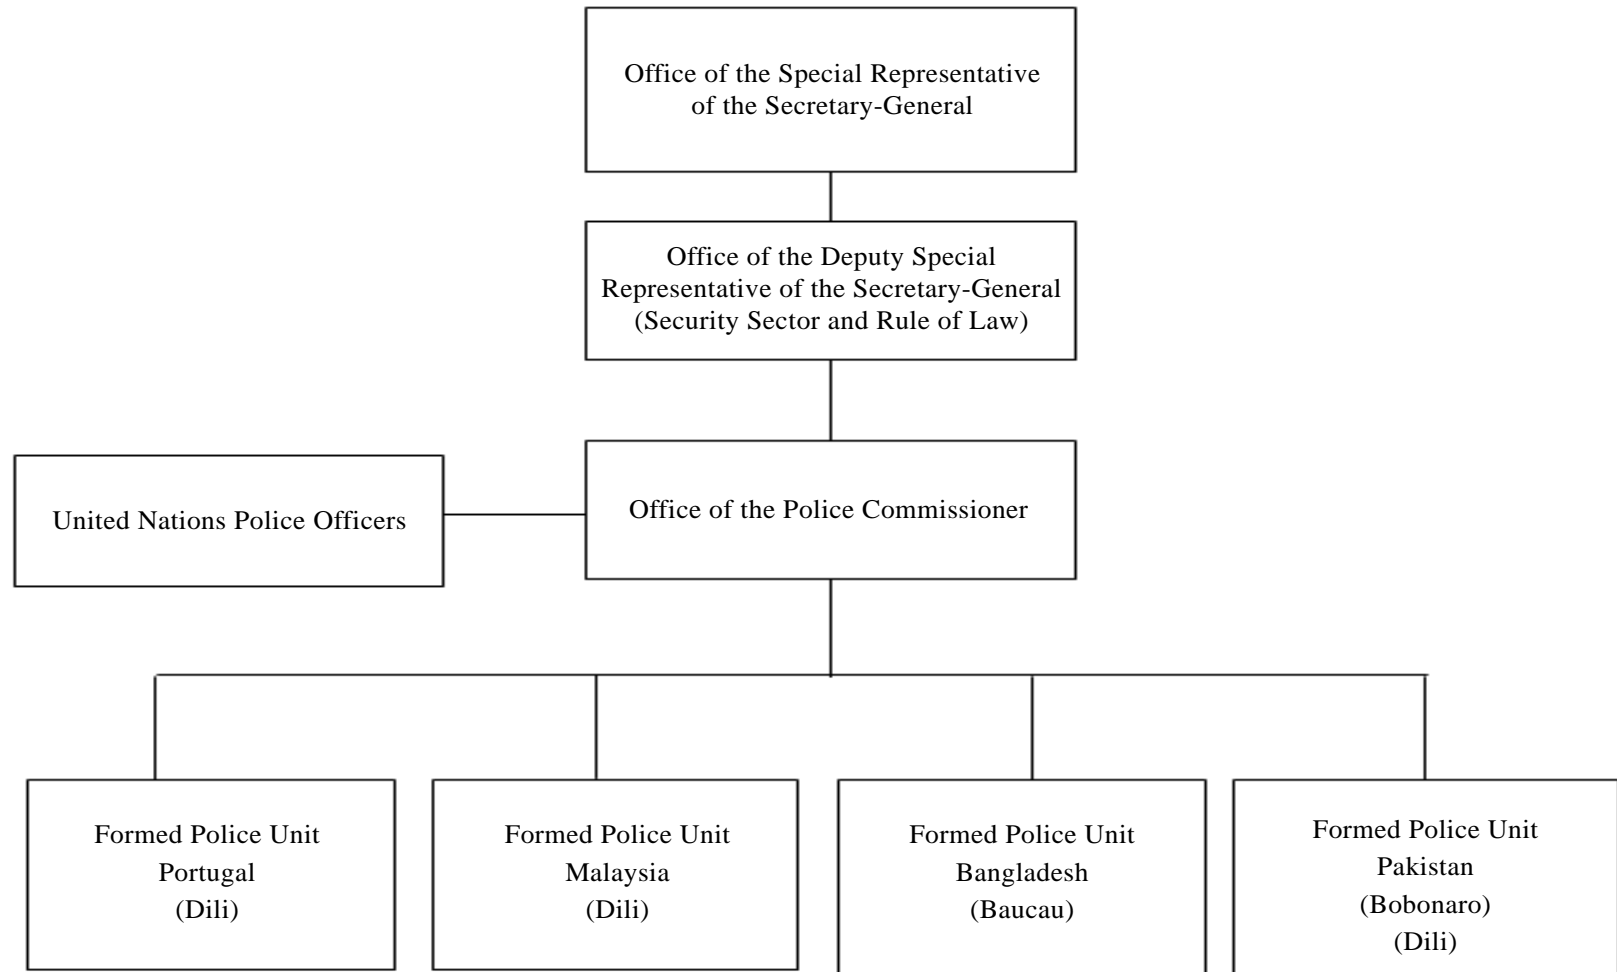 Office of the Special Representative
of the Secretary-General
Office of the Deputy Special
Representative of the Secretary-General
(Security Sector and Rule of Law)
United Nations Police Officers
Office of the Police Commissioner
Formed Police Unit
Portugal
(Dili)
Formed Police Unit
Malaysia
(Dili)
Formed Police Unit
Bangladesh
(Baucau)
Formed Police Unit
Pakistan
(Bobonaro)
(Dili)